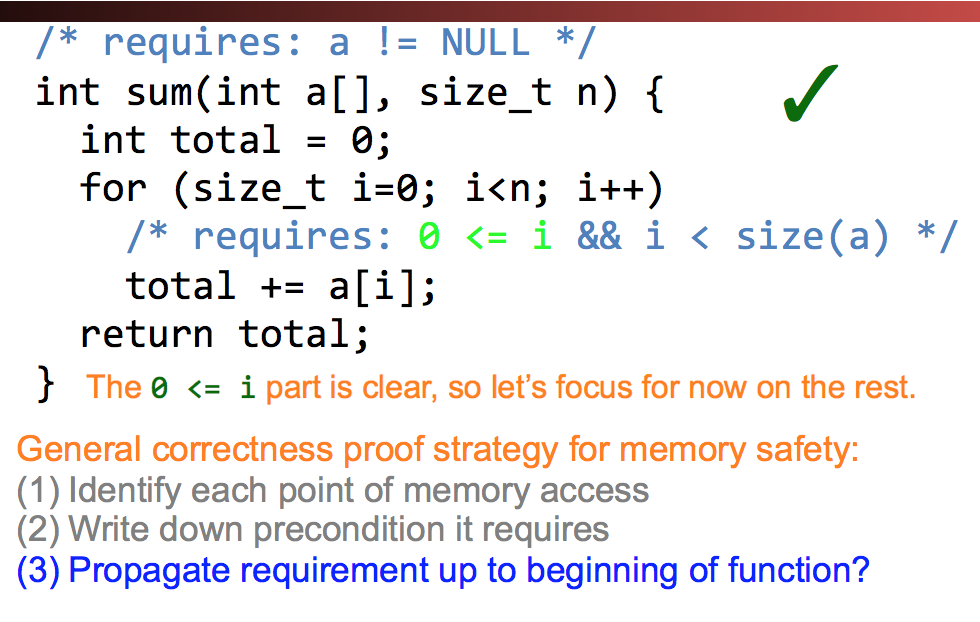 /* requires: a != NULL */
int sum(int a[], size_t n) {
  int total = 0;
  for (size_t i=0; i<n; i++)
    /* requires: 0 <= i && i < size(a) */
    total += a[i];
  return total;
} The 0 <= i part is clear, so let’s focus for now on the rest.
General correctness proof strategy for memory safety:
(1) Identify each point of memory access
(2) Write down precondition it requires
(3) Propagate requirement up to beginning of function?